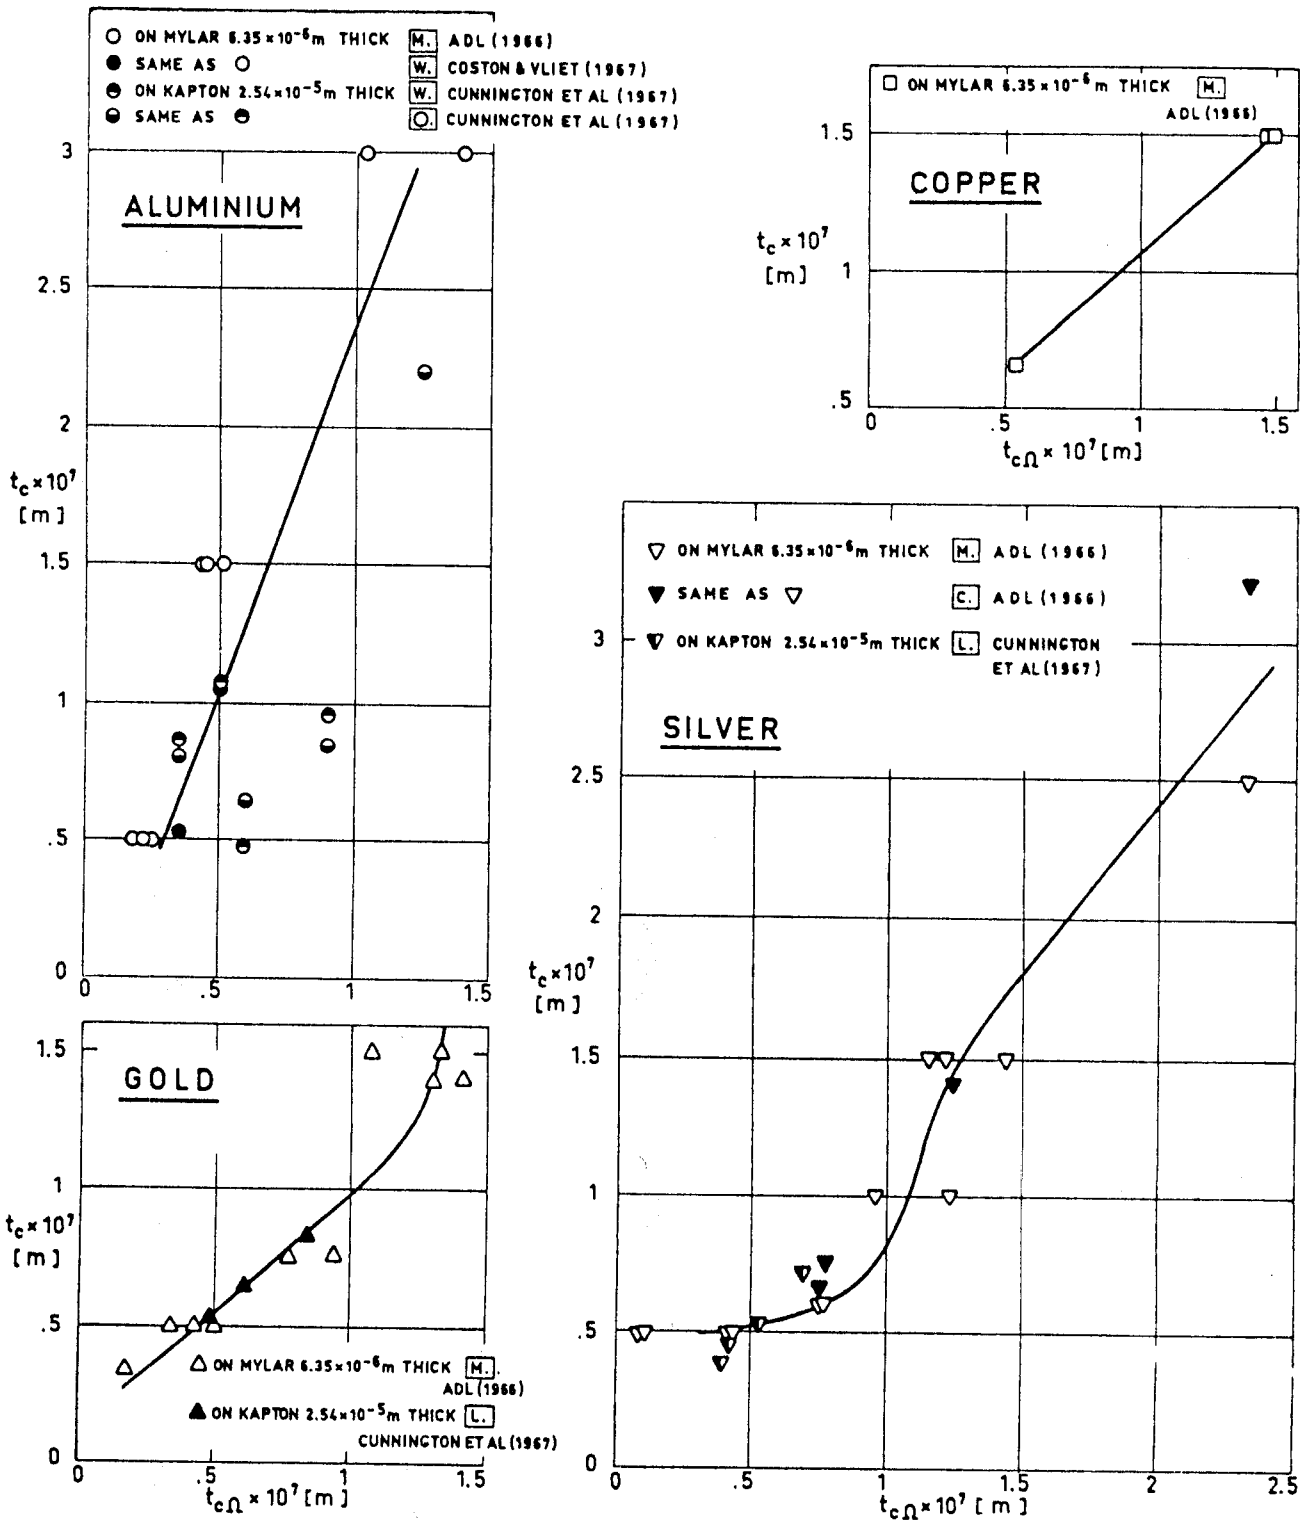 ○ ON MYLAR 6.35×10⁻⁶m THICK [M.] ADL (1966)
● SAME AS ○ [W.] COSTON & VLIET (1967)
◓ ON KAPTON 2.54×10⁻⁵m THICK [W.] CUNNINGTON ET AL (1967)
◒ SAME AS ◓ [O.] CUNNINGTON ET AL (1967)
3
ALUMINIUM
2.5
2
t_c × 10⁷
[m]
1.5
1
.5
0
0 .5 1 1.5
□ ON MYLAR 6.35×10⁻⁶m THICK [M.]
ADL (1966)
1.5
COPPER
t_c × 10⁷
[m]
1
.5
0 .5 1 1.5
t_cΩ × 10⁷ [m]
▽ ON MYLAR 6.35×10⁻⁶m THICK [M.] ADL (1966)
▼ SAME AS ▽ [C.] ADL (1966)
⧨ ON KAPTON 2.54×10⁻⁵m THICK [L.] CUNNINGTON
ET AL (1967)
3
SILVER
2.5
2
t_c × 10⁷
[m]
1.5
1
.5
0
0 .5 1 1.5 2 2.5
t_cΩ × 10⁷ [m]
1.5
GOLD
1
t_c × 10⁷
[m]
.5
△ ON MYLAR 6.35×10⁻⁶m THICK [M.].
ADL (1966)
▲ ON KAPTON 2.54×10⁻⁵m THICK [L.]
CUNNINGTON ET AL (1967)
0
0 .5 1 1.5
t_cΩ × 10⁷ [m]